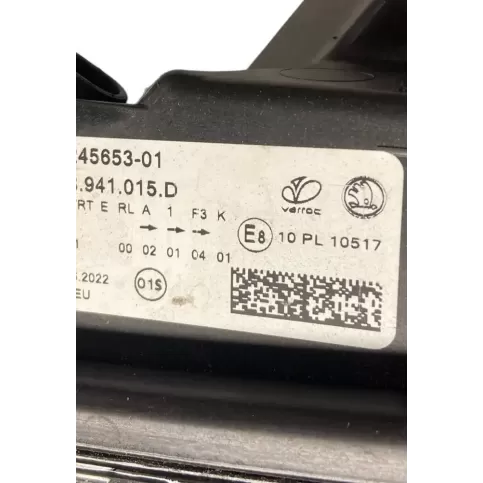 45653-01
.941.015.D
RT E RL A 1 F3 K
00 02 01 04 01
.2022
01S
EU
varroc
E8 10 PL 10517